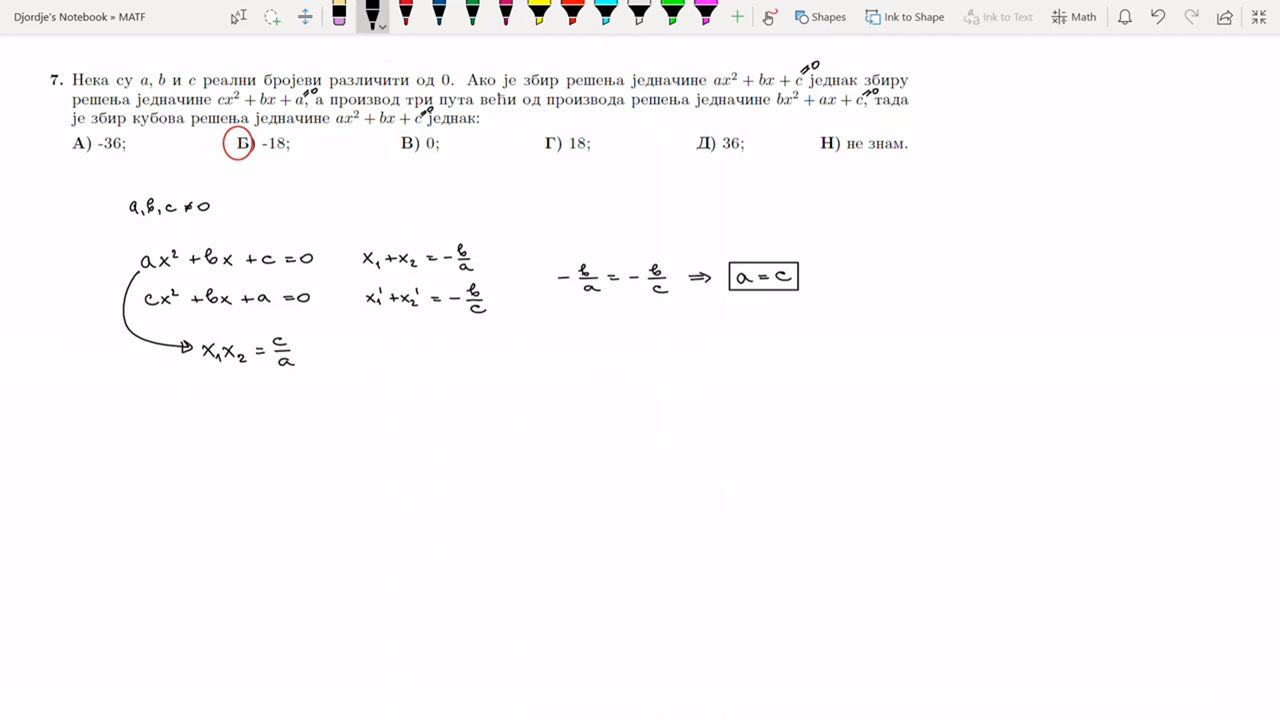 Djordje's Notebook » MATF
Shapes
Ink to Shape
Ink to Text
Math
7. Нека су a, b и c реални бројеви различити од 0. Ако је збир решења једначине ax² + bx + c =0 једнак збиру
решења једначине cx² + bx + a =0, а производ три пута већи од производа решења једначине bx² + ax + c =0, тада
је збир кубова решења једначине ax² + bx + c =0 једнак:
А) -36; Б) -18; В) 0; Г) 18; Д) 36; Н) не знам.
a, b, c ≠ 0
ax² + bx + c = 0 x₁ + x₂ = -b/a
-b/a = -b/c ⇒ a = c
cx² + bx + a = 0 x₁' + x₂' = -b/c
x₁x₂ = c/a